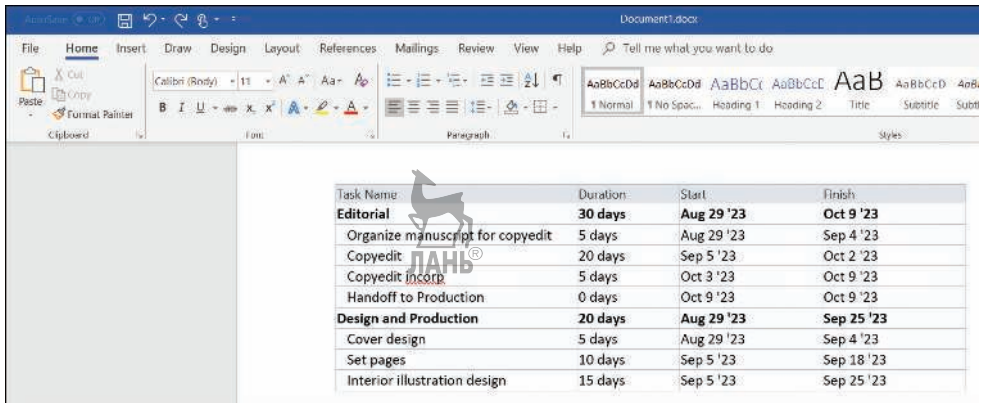 AutoSave Off Document1.docx
File Home Insert Draw Design Layout References Mailings Review View Help Tell me what you want to do
Cut
Copy
Paste
Format Painter
Calibri (Body) 11
AaBbCcDd AaBbCcDd AaBbC AaBbCcE AaB AaBbCcD
¶ Normal ¶ No Spac... Heading 1 Heading 2 Title Subtitle
Clipboard Font Paragraph Styles
Task Name Duration Start Finish
Editorial 30 days Aug 29 '23 Oct 9 '23
Organize manuscript for copyedit 5 days Aug 29 '23 Sep 4 '23
Copyedit 20 days Sep 5 '23 Oct 2 '23
Copyedit incorp 5 days Oct 3 '23 Oct 9 '23
Handoff to Production 0 days Oct 9 '23 Oct 9 '23
Design and Production 20 days Aug 29 '23 Sep 25 '23
Cover design 5 days Aug 29 '23 Sep 4 '23
Set pages 10 days Sep 5 '23 Sep 18 '23
Interior illustration design 15 days Sep 5 '23 Sep 25 '23
ЛАНЬ®